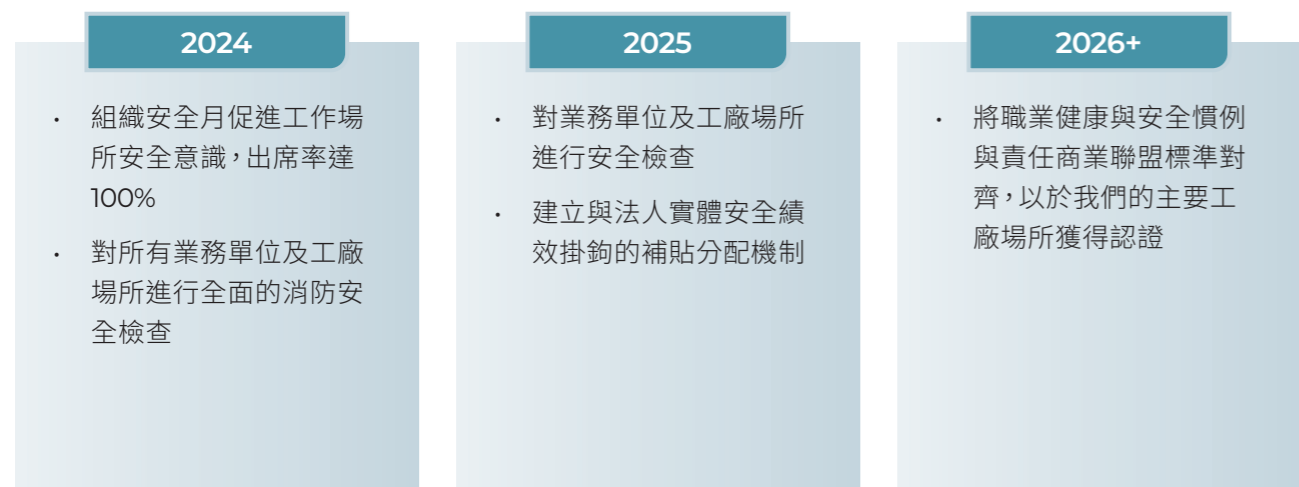 2024
· 組織安全月促進工作場
所安全意識，出席率達
100%
· 對所有業務單位及工廠
場所進行全面的消防安
全檢查
2025
· 對業務單位及工廠場所
進行安全檢查
· 建立與法人實體安全績
效掛鈎的補貼分配機制
2026+
· 將職業健康與安全慣例
與責任商業聯盟標準對
齊，以於我們的主要工
廠場所獲得認證